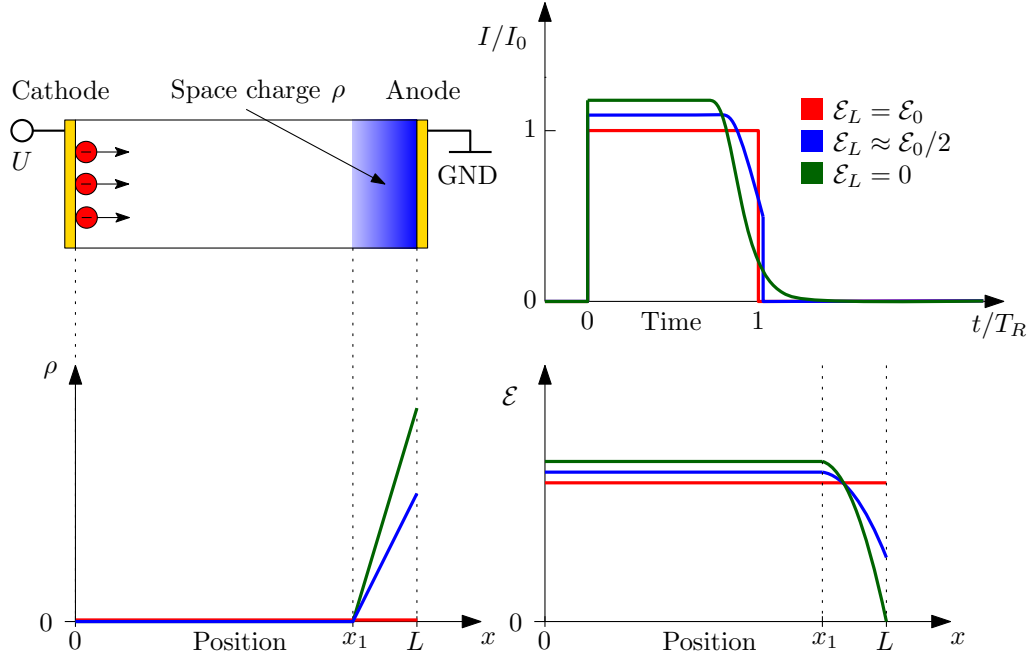 Cathode
Space charge ρ
Anode
U
GND
I/I₀
1
0
0
Time
1
t/T_R
ℰ_L = ℰ₀
ℰ_L ≈ ℰ₀/2
ℰ_L = 0
ρ
0
0
Position
x₁
L
x
ℰ
0
0
Position
x₁
L
x